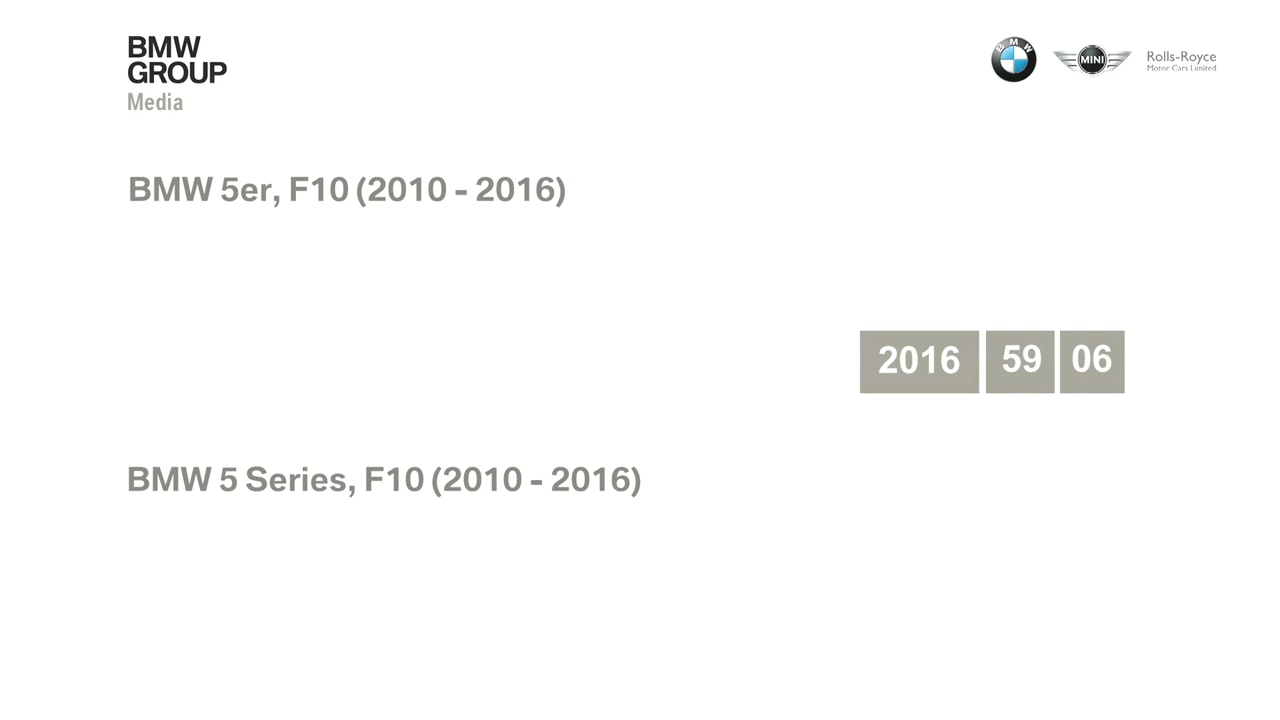 BMW
GROUP
Media
BMW
MINI
Rolls-Royce
Motor Cars Limited
BMW 5er, F10 (2010 - 2016)
2016 59 06
BMW 5 Series, F10 (2010 - 2016)